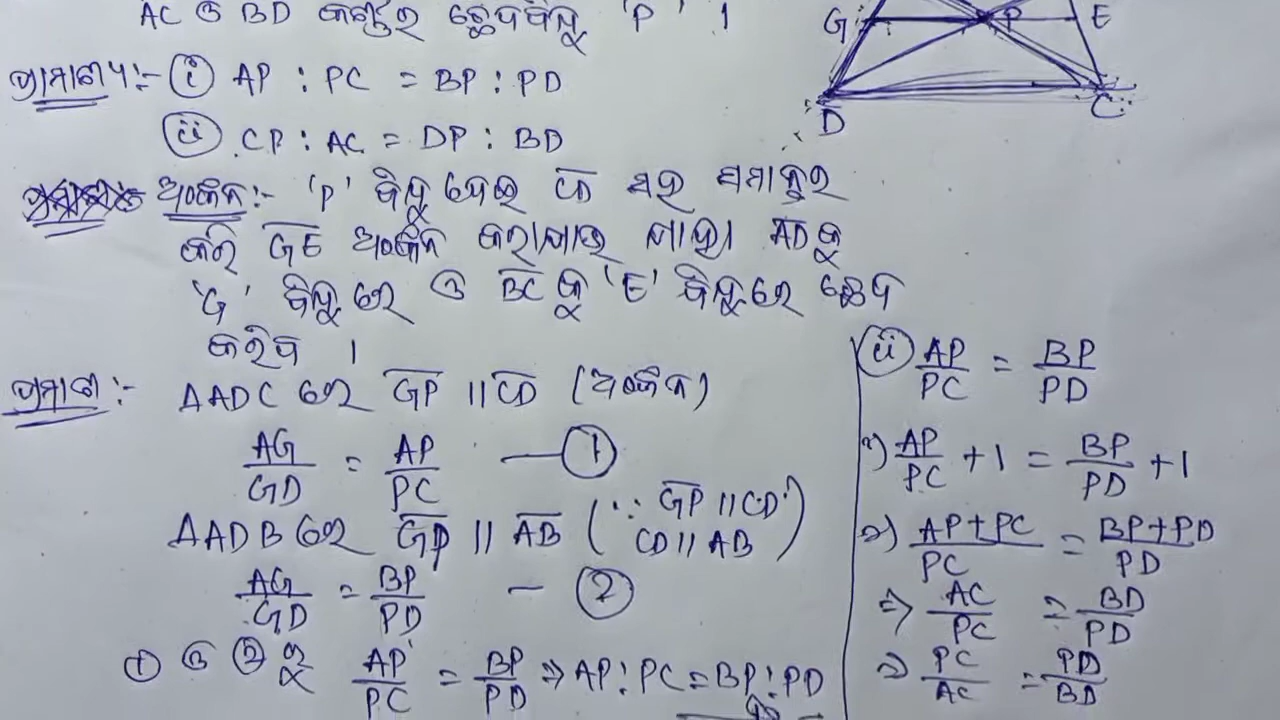 AC ଓ BD କର୍ଣ୍ଣର ଛେଦବିନ୍ଦୁ 'P' ।
G P E
D C
ପ୍ରାମାଣ୍ୟ :- (i) AP : PC = BP : PD
(ii) CP : AC = DP : BD
ଅଙ୍କନ :- 'P' ବିନ୍ଦୁ ଦେଇ CD ସହ ସମାନ୍ତର
କରି GE ଅଙ୍କନ କରାଯାଉ ଯାହା AD କୁ
'G' ବିନ୍ଦୁରେ ଓ BC କୁ 'E' ବିନ୍ଦୁରେ ଛେଦ
କରିବ ।
ପ୍ରମାଣ :- ΔADC ରେ GP || CD (ଅଙ୍କନ)
AG/GD = AP/PC — (1)
ΔADB ରେ GP || AB (∵ GP || CD, CD || AB)
AG/GD = BP/PD — (2)
① ଓ ② ରୁ AP/PC = BP/PD ⇒ AP : PC = BP : PD
(ii) AP/PC = BP/PD
⇒ AP/PC + 1 = BP/PD + 1
⇒ AP+PC/PC = BP+PD/PD
⇒ AC/PC = BD/PD
⇒ PC/AC = PD/BD